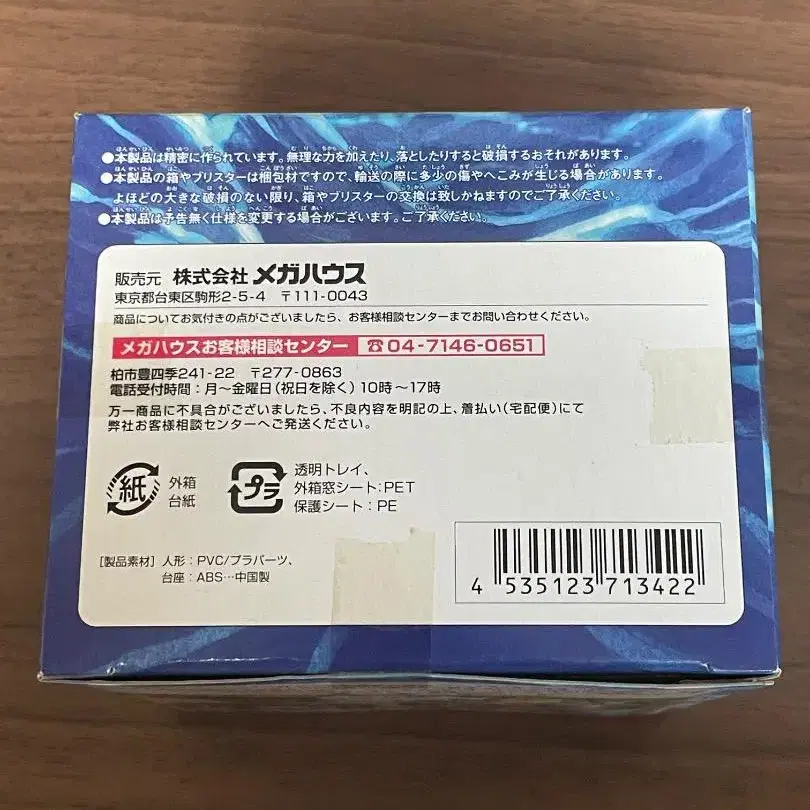 ●本製品は精密に作られています。無理な力を加えたり、落としたりすると破損するおそれがあります。
●本製品の箱やブリスターは梱包材ですので、輸送の際に多少の傷やへこみが生じる場合があります。
よほどの大きな破損のない限り、箱やブリスターの交換は致しかねますのでご了承ください。
●本製品は予告無く仕様を変更する場合がございます。ご了承ください。
販売元 株式会社 メガハウス
東京都台東区駒形2-5-4 〒111-0043
商品についてお気付きの点がございましたら、お客様相談センターまでお問い合わせください。
メガハウスお客様相談センター ☎04-7146-0651
柏市豊四季241-22 〒277-0863
電話受付時間：月〜金曜日(祝日を除く)10時〜17時
万一商品に不具合がございましたら、不良内容を明記の上、着払い(宅配便)にて
弊社お客様相談センターへご発送ください。
紙
外箱
台紙
プラ
透明トレイ、
外箱窓シート：PET
保護シート：PE
[製品素材] 人形：PVC/プラパーツ、
台座：ABS…中国製
4 535123 713422